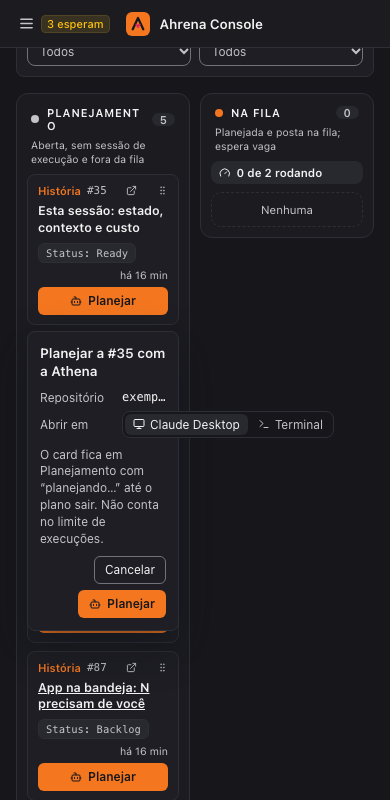 3 esperam
Ahrena Console
Todos
Todos
PLANEJAMENT
O
5
Aberta, sem sessão de
execução e fora da fila
História #35
Esta sessão: estado,
contexto e custo
Status: Ready
há 16 min
Planejar
Planejar a #35 com
a Athena
Repositório exemp…
Abrir em Claude Desktop Terminal
O card fica em
Planejamento com
“planejando…” até o
plano sair. Não conta
no limite de
execuções.
Cancelar
Planejar
História #87
App na bandeja: N
precisam de você
Status: Backlog
há 16 min
Planejar
NA FILA
0
Planejada e posta na fila;
espera vaga
0 de 2 rodando
Nenhuma